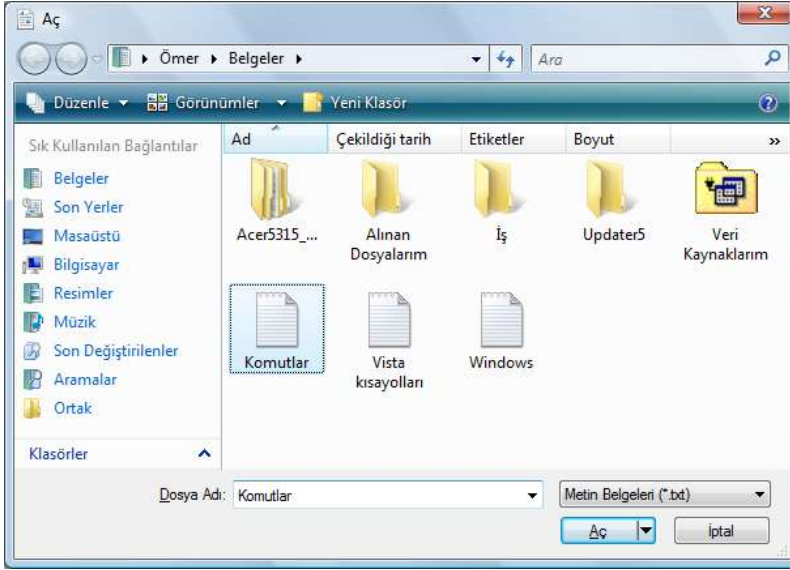 Aç
Ömer Belgeler
Ara
Düzenle Görünümler Yeni Klasör
Sık Kullanılan Bağlantılar
Belgeler
Son Yerler
Masaüstü
Bilgisayar
Resimler
Müzik
Son Değiştirilenler
Aramalar
Ortak
Klasörler
Ad Çekildiği tarih Etiketler Boyut »
Acer5315_...
Alınan
Dosyalarım
İş
Updater5
Veri
Kaynaklarım
Komutlar
Vista
kısayolları
Windows
Dosya Adı: Komutlar
Metin Belgeleri (*.txt)
Aç
İptal